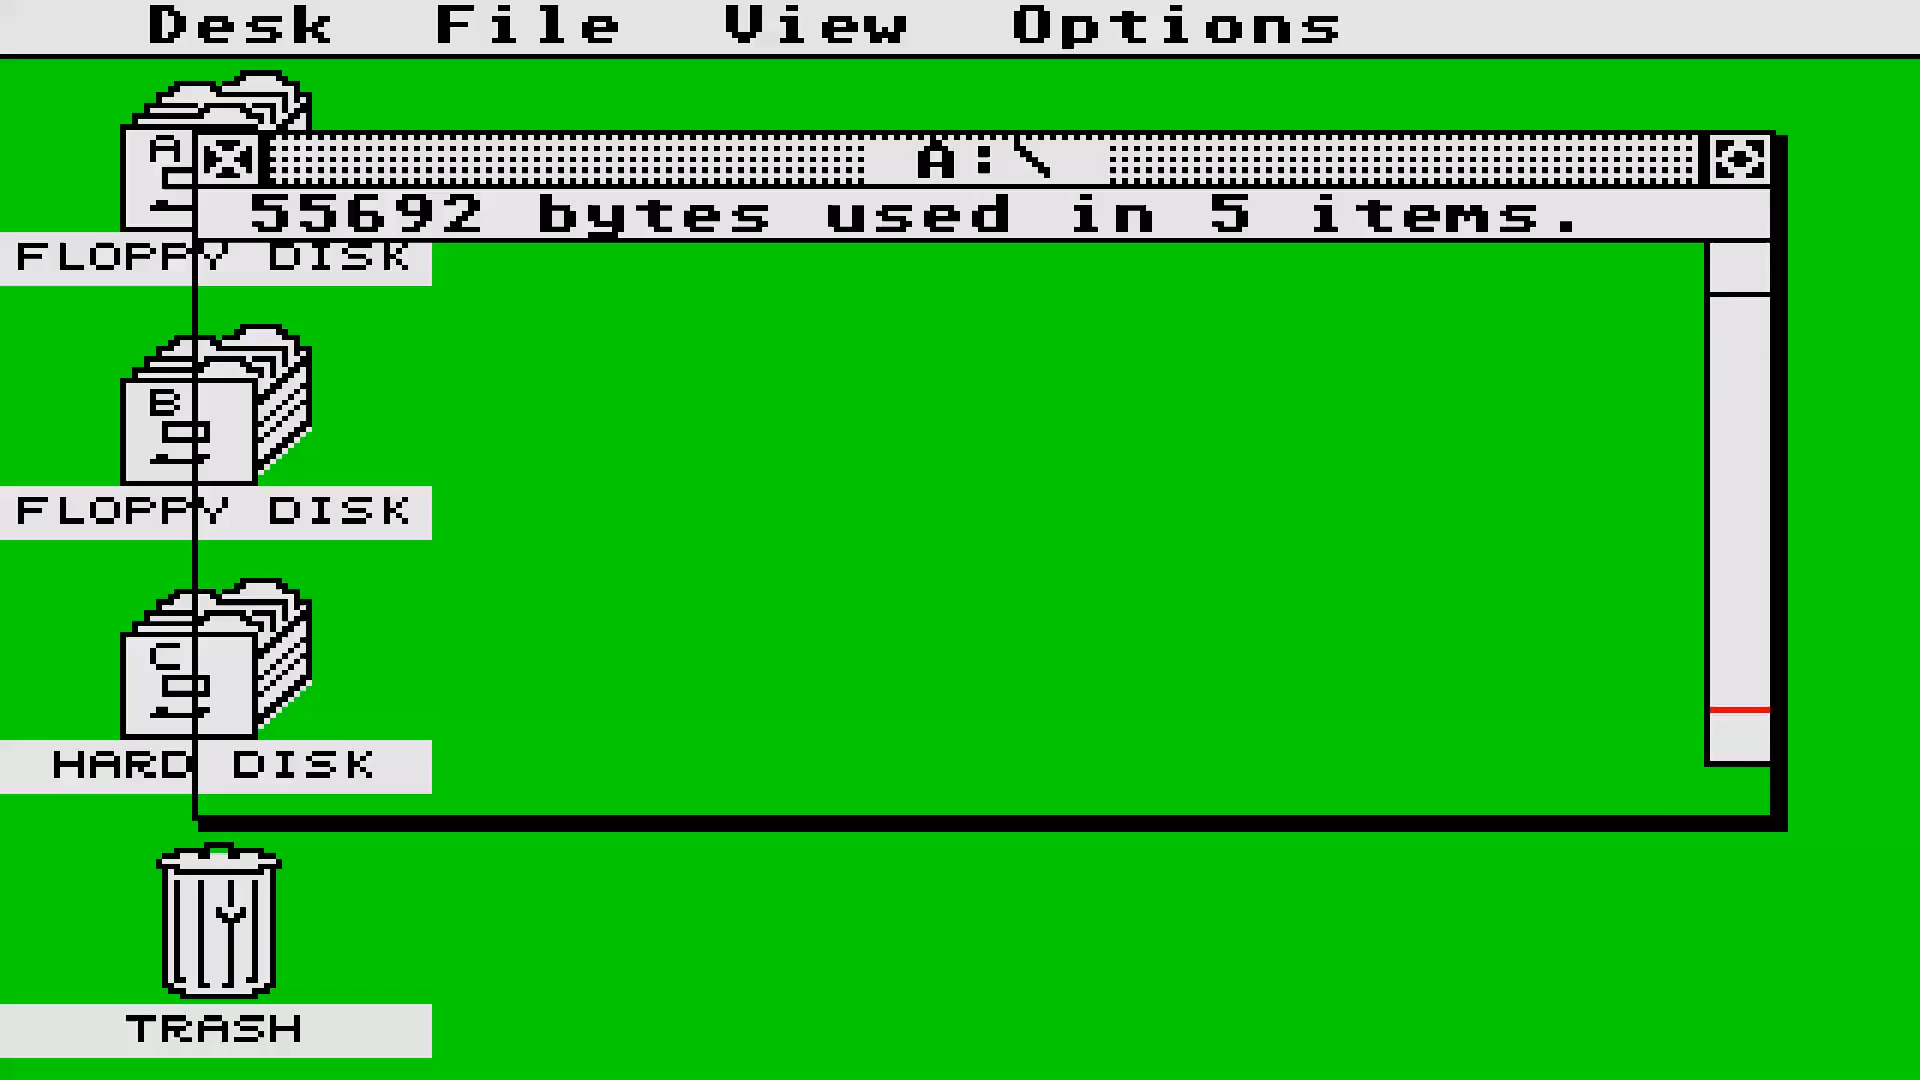 Desk File View Options
A
A:\
55692 bytes used in 5 items.
FLOPPY DISK
B
FLOPPY DISK
C
HARD DISK
TRASH